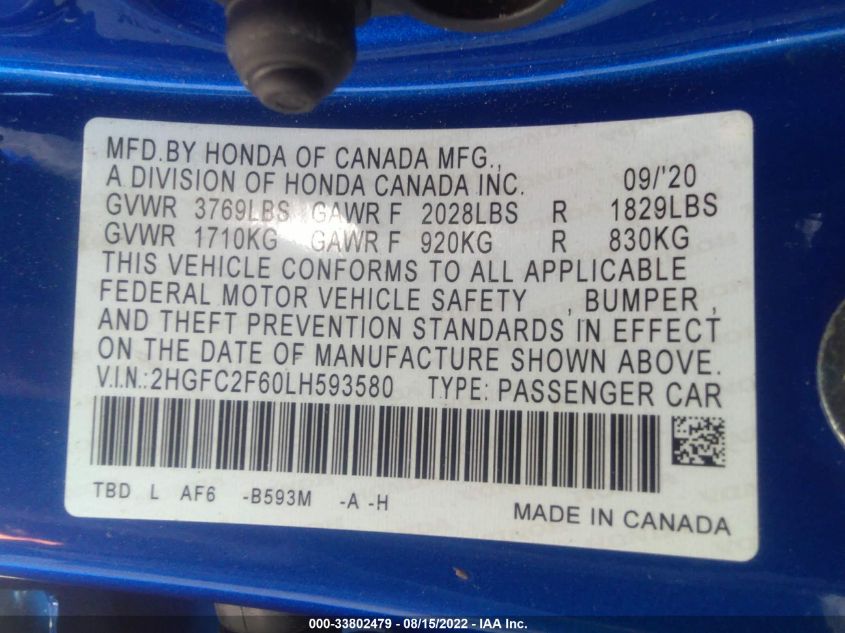 MFD.BY HONDA OF CANADA MFG.,
A DIVISION OF HONDA CANADA INC. 09/'20
GVWR 3769LBS GAWR F 2028LBS R 1829LBS
GVWR 1710KG GAWR F 920KG R 830KG
THIS VEHICLE CONFORMS TO ALL APPLICABLE
FEDERAL MOTOR VEHICLE SAFETY , BUMPER ,
AND THEFT PREVENTION STANDARDS IN EFFECT
ON THE DATE OF MANUFACTURE SHOWN ABOVE.
V.I.N.:2HGFC2F60LH593580 TYPE: PASSENGER CAR
TBD L AF6 -B593M -A -H
MADE IN CANADA
000-33802479 - 08/15/2022 - IAA Inc.